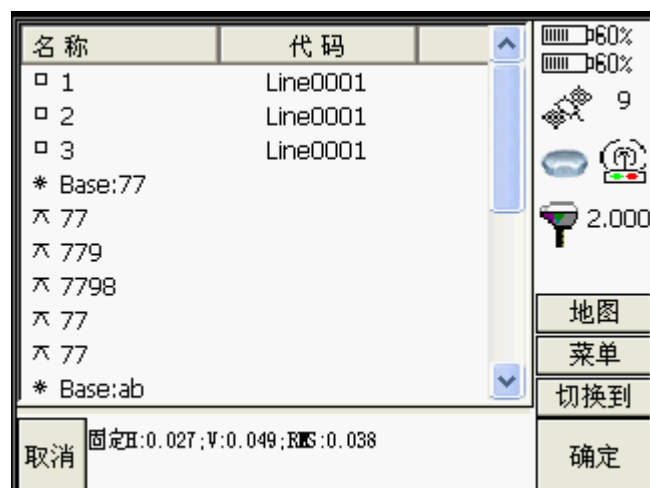 名称 代码
1 Line0001
2 Line0001
3 Line0001
* Base:77
77
779
7798
77
77
* Base:ab
取消
固定H:0.027;V:0.049;RMS:0.038
60%
60%
9
2.000
地图
菜单
切换到
确定